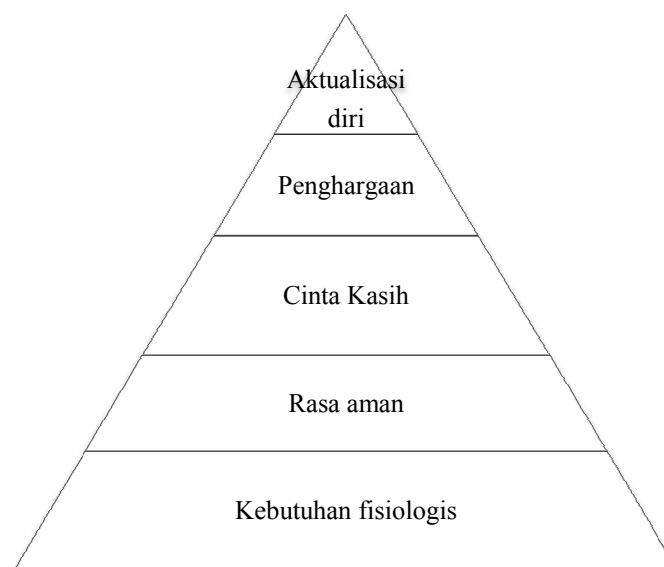 Aktualisasi
diri
Penghargaan
Cinta Kasih
Rasa aman
Kebutuhan fisiologis